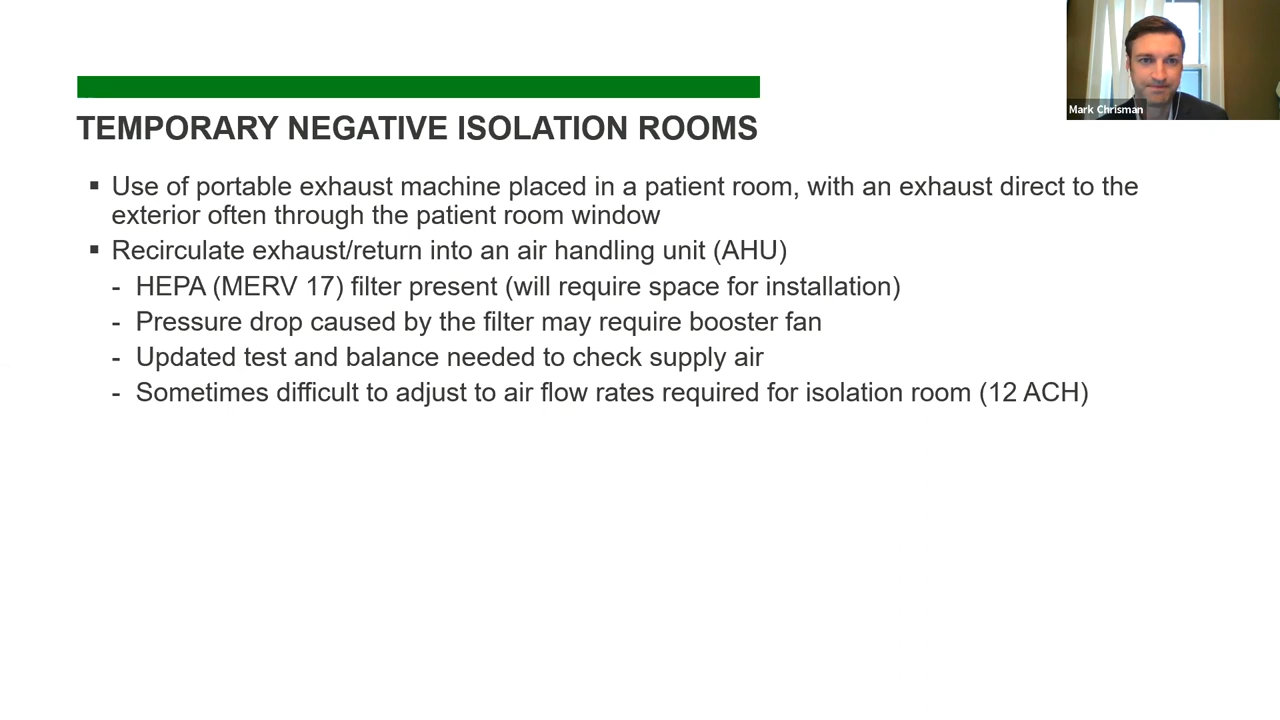 Mark Chrisman
TEMPORARY NEGATIVE ISOLATION ROOMS
▪ Use of portable exhaust machine placed in a patient room, with an exhaust direct to the
exterior often through the patient room window
▪ Recirculate exhaust/return into an air handling unit (AHU)
- HEPA (MERV 17) filter present (will require space for installation)
- Pressure drop caused by the filter may require booster fan
- Updated test and balance needed to check supply air
- Sometimes difficult to adjust to air flow rates required for isolation room (12 ACH)